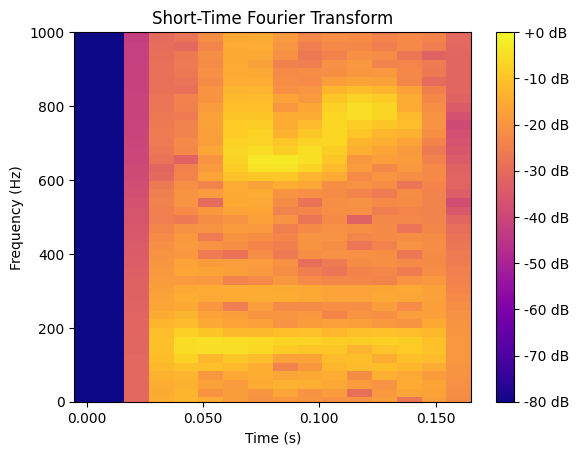 Short-Time Fourier Transform
Frequency (Hz)
1000
800
600
400
200
0
0.000
0.050
0.100
0.150
Time (s)
+0 dB
-10 dB
-20 dB
-30 dB
-40 dB
-50 dB
-60 dB
-70 dB
-80 dB